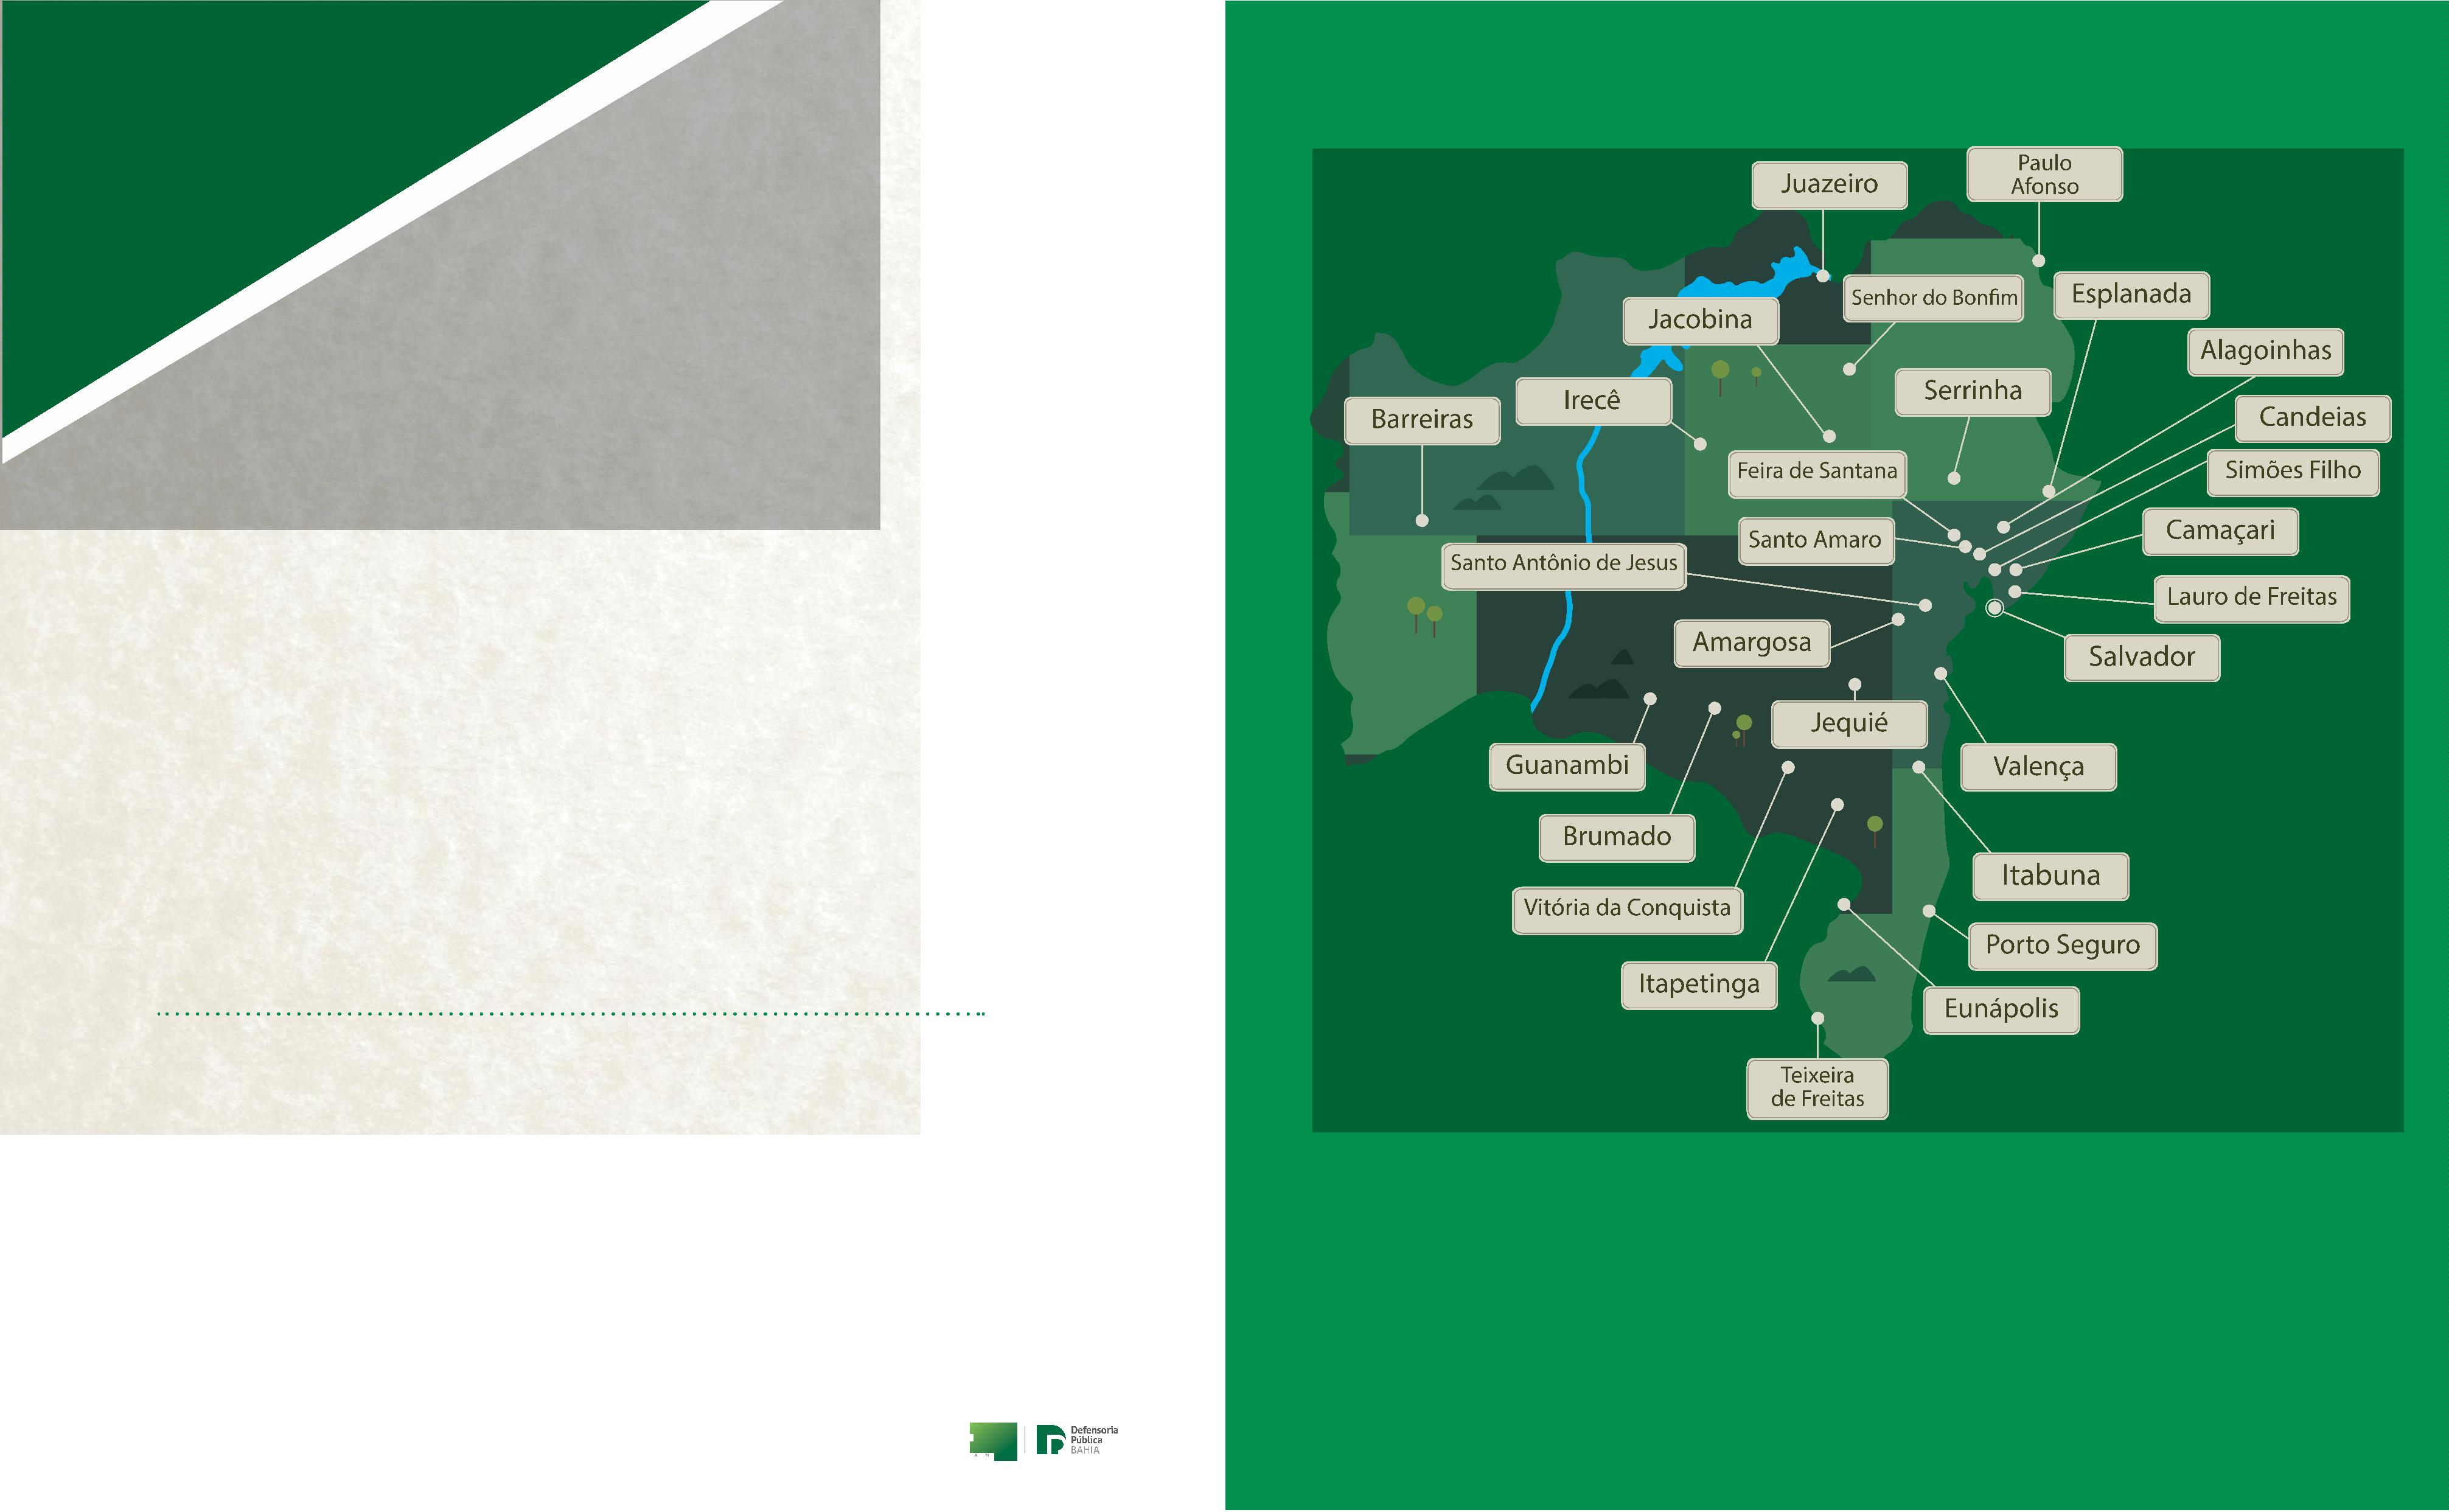 Defensoria
Pública
BAHIA
Juazeiro
Paulo
Afonso
Senhor do Bonfim
Esplanada
Jacobina
Alagoinhas
Serrinha
Irecê
Barreiras
Candeias
Feira de Santana
Simões Filho
Santo Amaro
Camaçari
Santo Antônio de Jesus
Lauro de Freitas
Amargosa
Salvador
Jequié
Guanambi
Valença
Brumado
Itabuna
Vitória da Conquista
Porto Seguro
Itapetinga
Eunápolis
Teixeira
de Freitas